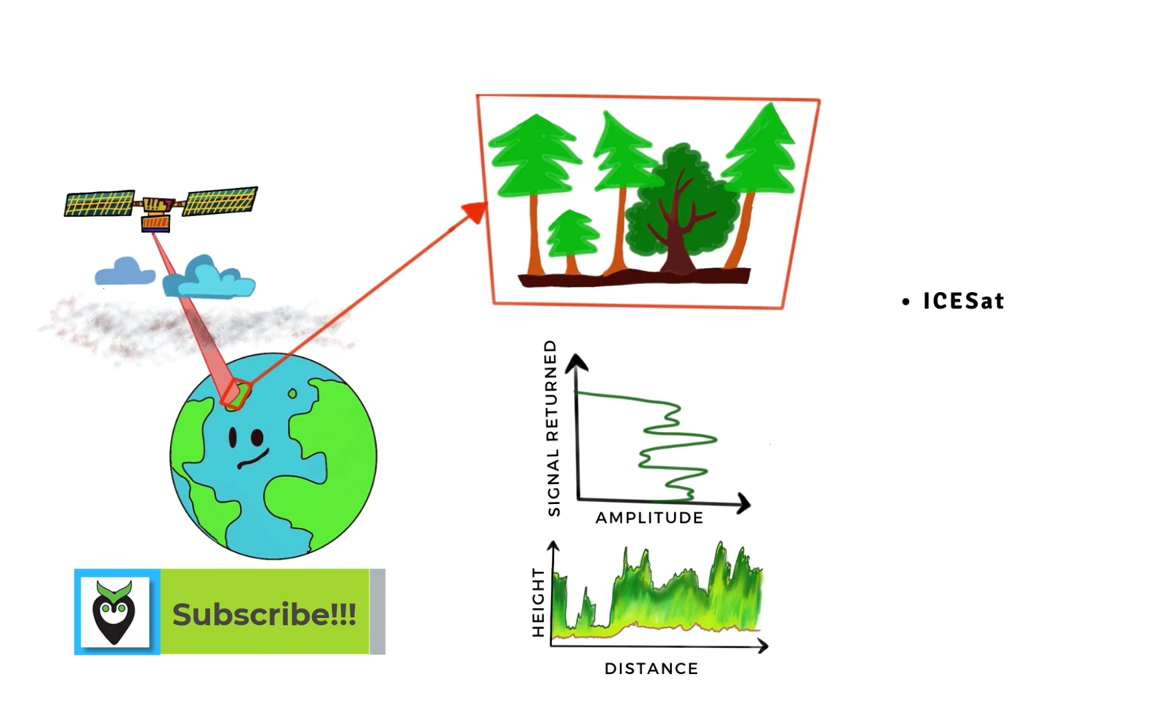 ICESat
SIGNAL RETURNED
AMPLITUDE
HEIGHT
DISTANCE
Subscribe!!!